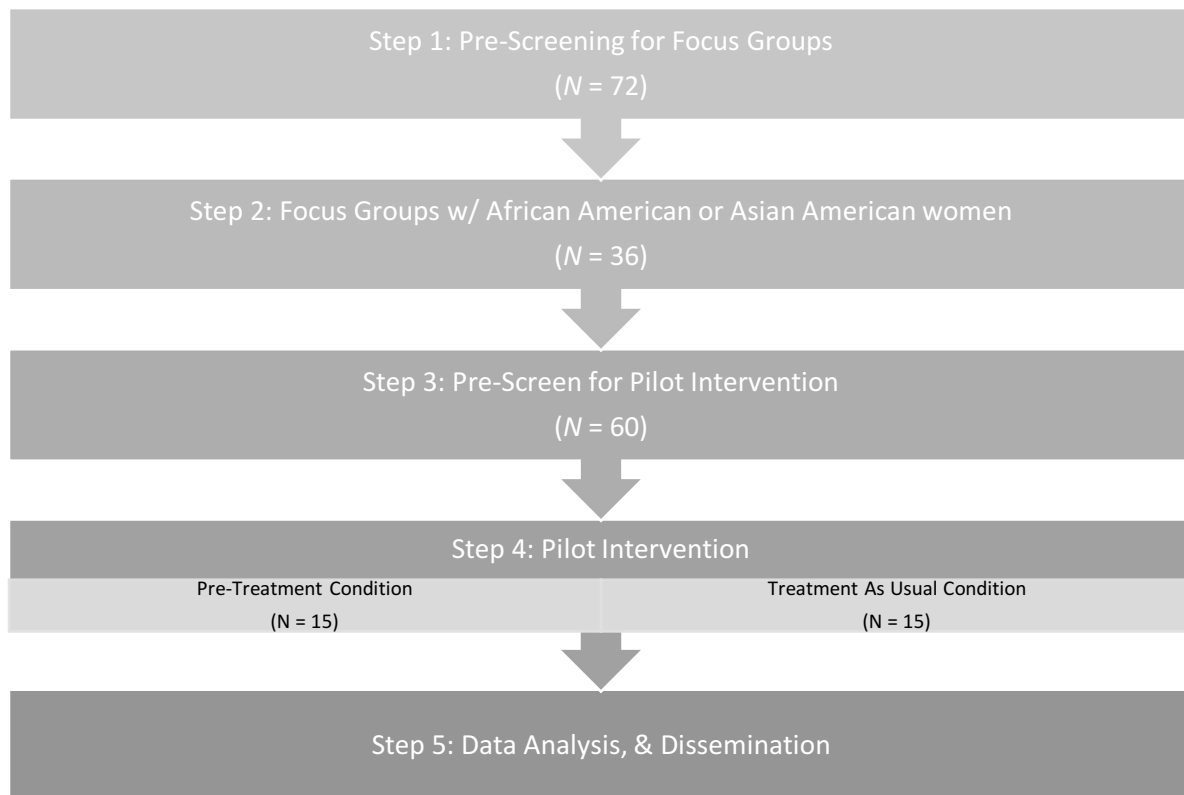 Step 1: Pre-Screening for Focus Groups
(N = 72)
Step 2: Focus Groups w/ African American or Asian American women
(N = 36)
Step 3: Pre-Screen for Pilot Intervention
(N = 60)
Step 4: Pilot Intervention
Pre-Treatment Condition
(N = 15)
Treatment As Usual Condition
(N = 15)
Step 5: Data Analysis, & Dissemination